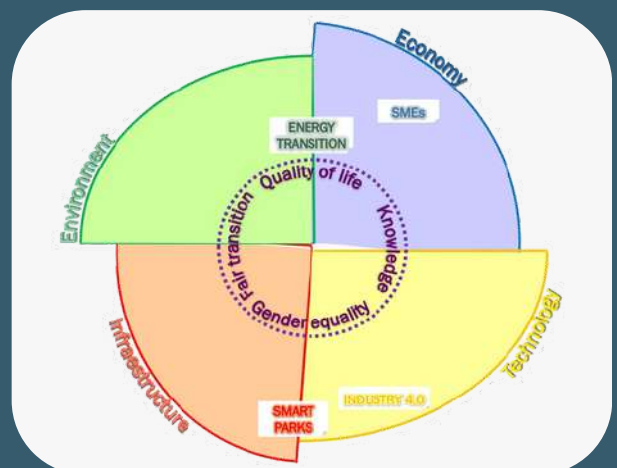 Economy
SMEs
ENERGY
TRANSITION
Environment
Quality of life
Knowledge
Fair transition
Gender equality
Technology
Infraestructure
INDUSTRY 4.0
SMART
PARKS